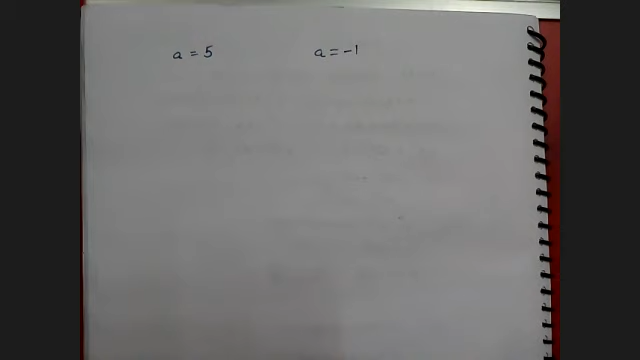 a = 5 a = -1